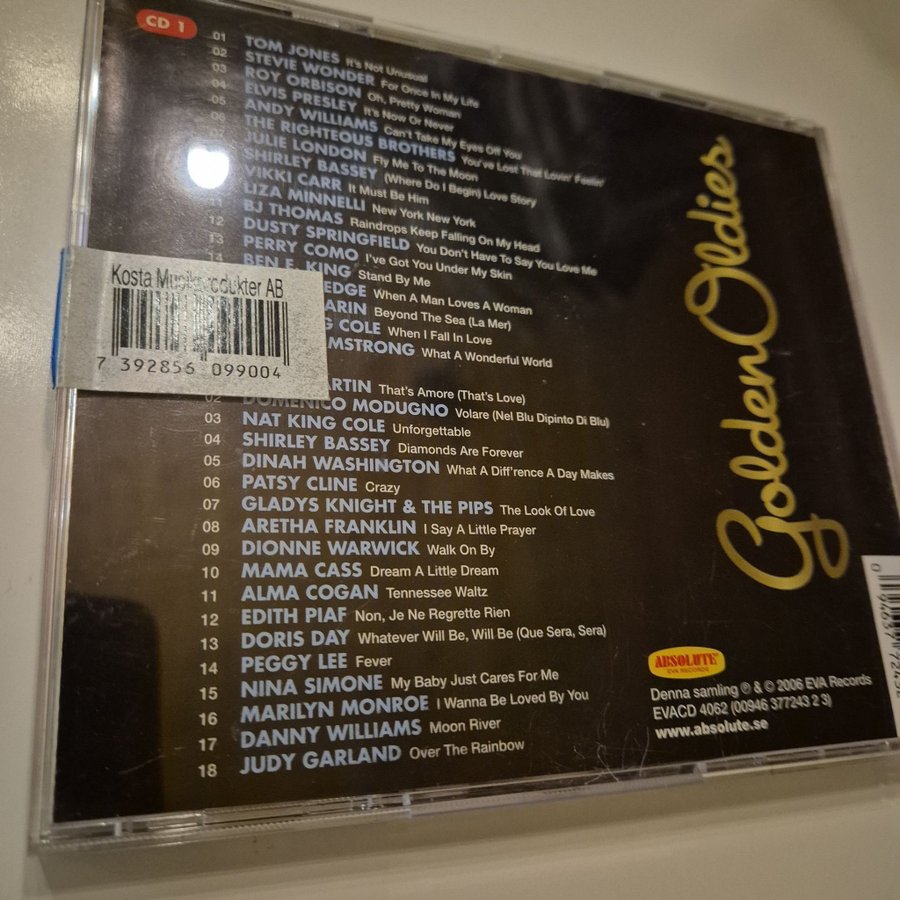 CD 1
01 TOM JONES It's Not Unusual
02 STEVIE WONDER For Once In My Life
03 ROY ORBISON Oh, Pretty Woman
04 ELVIS PRESLEY It's Now Or Never
05 ANDY WILLIAMS Can't Take My Eyes Off You
06 THE RIGHTEOUS BROTHERS You've Lost That Lovin' Feelin'
JULIE LONDON Fly Me To The Moon
SHIRLEY BASSEY (Where Do I Begin) Love Story
VIKKI CARR It Must Be Him
LIZA MINNELLI New York New York
11 BJ THOMAS Raindrops Keep Falling On My Head
12 DUSTY SPRINGFIELD You Don't Have To Say You Love Me
13 PERRY COMO I've Got You Under My Skin
14 BEN E. KING Stand By Me
EDGE When A Man Loves A Woman
ARIN Beyond The Sea (La Mer)
G COLE When I Fall In Love
MSTRONG What A Wonderful World
Kosta Musikprodukter AB
7 392856 099004
ARTIN That's Amore (That's Love)
02 DOMENICO MODUGNO Volare (Nel Blu Dipinto Di Blu)
03 NAT KING COLE Unforgettable
04 SHIRLEY BASSEY Diamonds Are Forever
05 DINAH WASHINGTON What A Diff'rence A Day Makes
06 PATSY CLINE Crazy
07 GLADYS KNIGHT & THE PIPS The Look Of Love
08 ARETHA FRANKLIN I Say A Little Prayer
09 DIONNE WARWICK Walk On By
10 MAMA CASS Dream A Little Dream
11 ALMA COGAN Tennessee Waltz
12 EDITH PIAF Non, Je Ne Regrette Rien
13 DORIS DAY Whatever Will Be, Will Be (Que Sera, Sera)
14 PEGGY LEE Fever
15 NINA SIMONE My Baby Just Cares For Me
16 MARILYN MONROE I Wanna Be Loved By You
17 DANNY WILLIAMS Moon River
18 JUDY GARLAND Over The Rainbow
Golden Oldies
ABSOLUTE
EVA RECORDS
Denna samling ℗ & © 2006 EVA Records
EVACD 4062 (00946 377243 2 3)
www.absolute.se